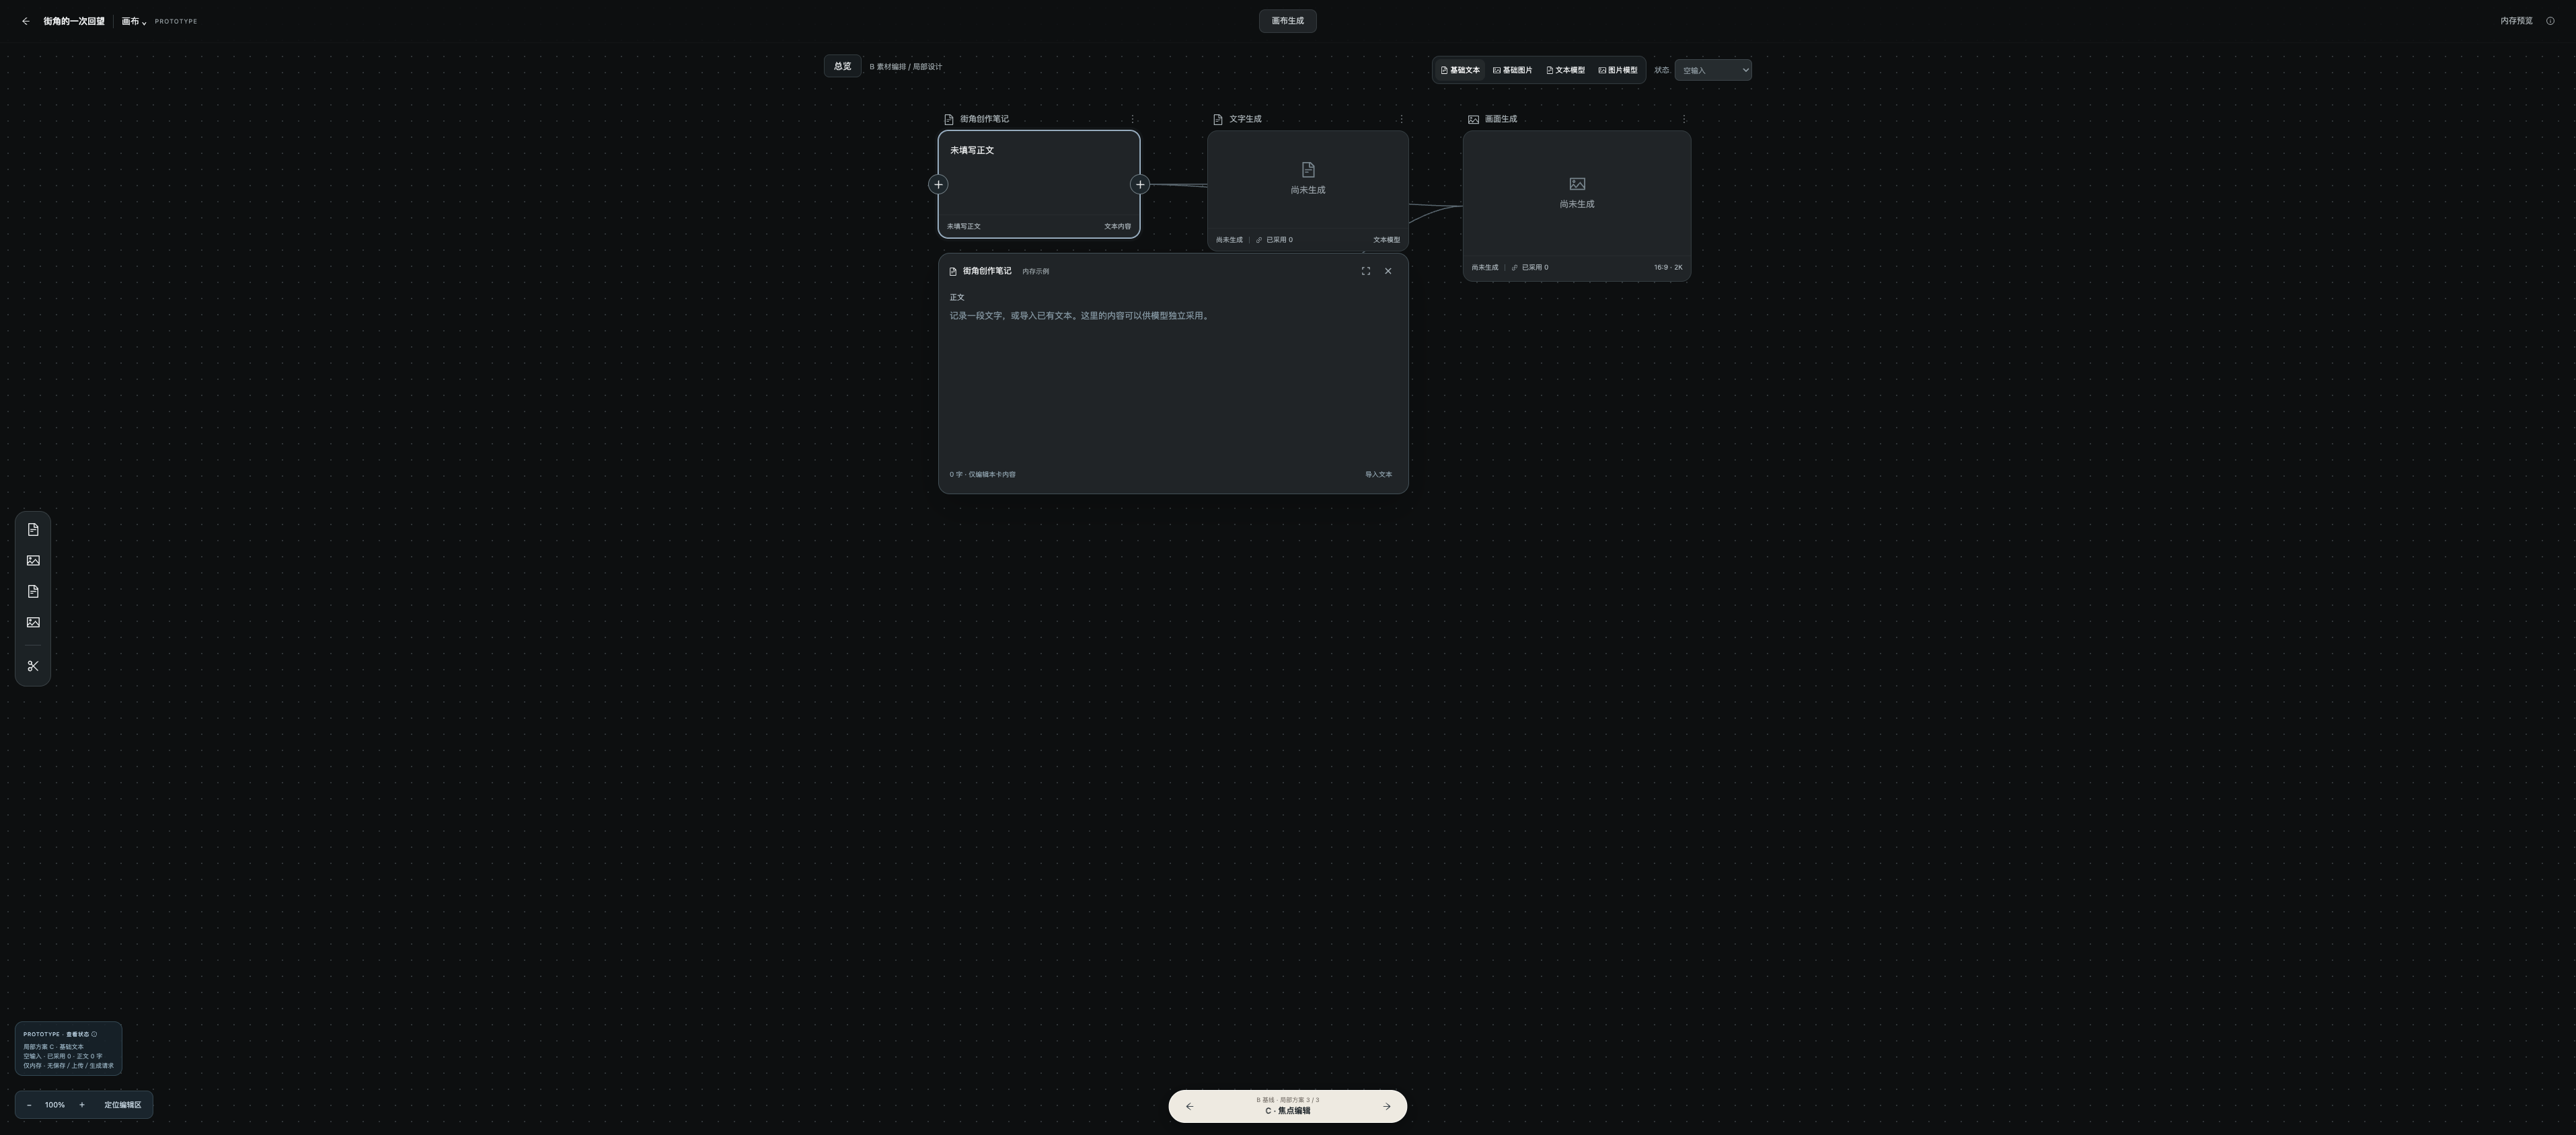 街角的一次回望 画布 PROTOTYPE
画布生成
内存预览
总览 B 素材编排 / 局部设计
基础文本 基础图片 文本模型 图片模型 状态 空输入
街角创作笔记
未填写正文
未填写正文 文本内容
文字生成
尚未生成
尚未生成 | 已采用 0 文本模型
画面生成
尚未生成
尚未生成 | 已采用 0 16:9 · 2K
街角创作笔记 内存示例
正文
记录一段文字，或导入已有文本。这里的内容可以供模型独立采用。
0 字 · 仅编辑本卡内容 导入文本
PROTOTYPE · 查看状态
局部方案 C · 基础文本
空输入 · 已采用 0 · 正文 0 字
仅内存 · 无保存 / 上传 / 生成请求
− 100% + 定位编辑区
B 基线 · 局部方案 3 / 3
C · 焦点编辑